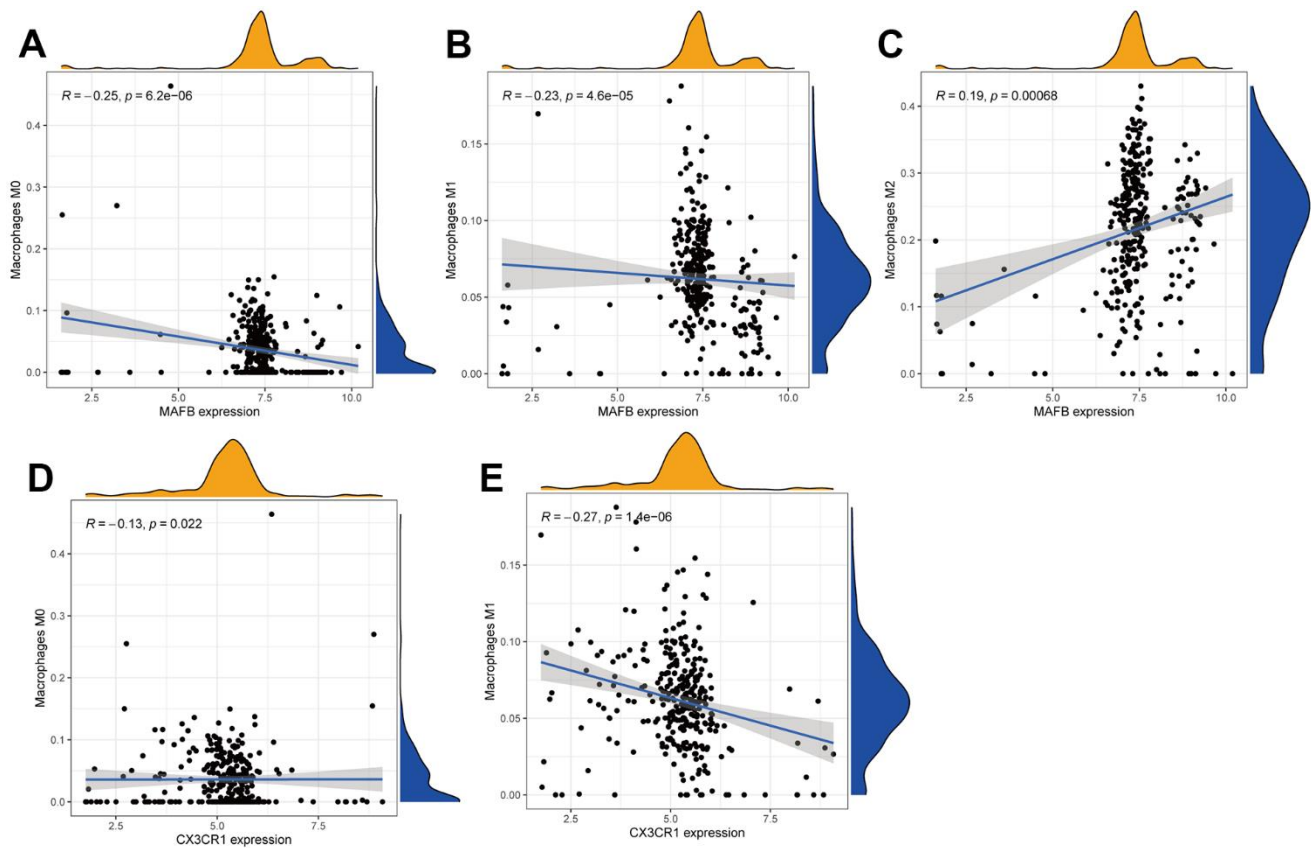 A
R = −0.25, p = 6.2e−06
Macrophages M0
0.4
0.3
0.2
0.1
0.0
2.5 5.0 7.5 10.0
MAFB expression
B
R = −0.23, p = 4.6e−05
Macrophages M1
0.15
0.10
0.05
0.00
2.5 5.0 7.5 10.0
MAFB expression
C
R = 0.19, p = 0.00068
Macrophages M2
0.4
0.3
0.2
0.1
0.0
2.5 5.0 7.5 10.0
MAFB expression
D
R = −0.13, p = 0.022
Macrophages M0
0.4
0.3
0.2
0.1
0.0
2.5 5.0 7.5
CX3CR1 expression
E
R = −0.27, p = 1.4e−06
Macrophages M1
0.15
0.10
0.05
0.00
2.5 5.0 7.5
CX3CR1 expression